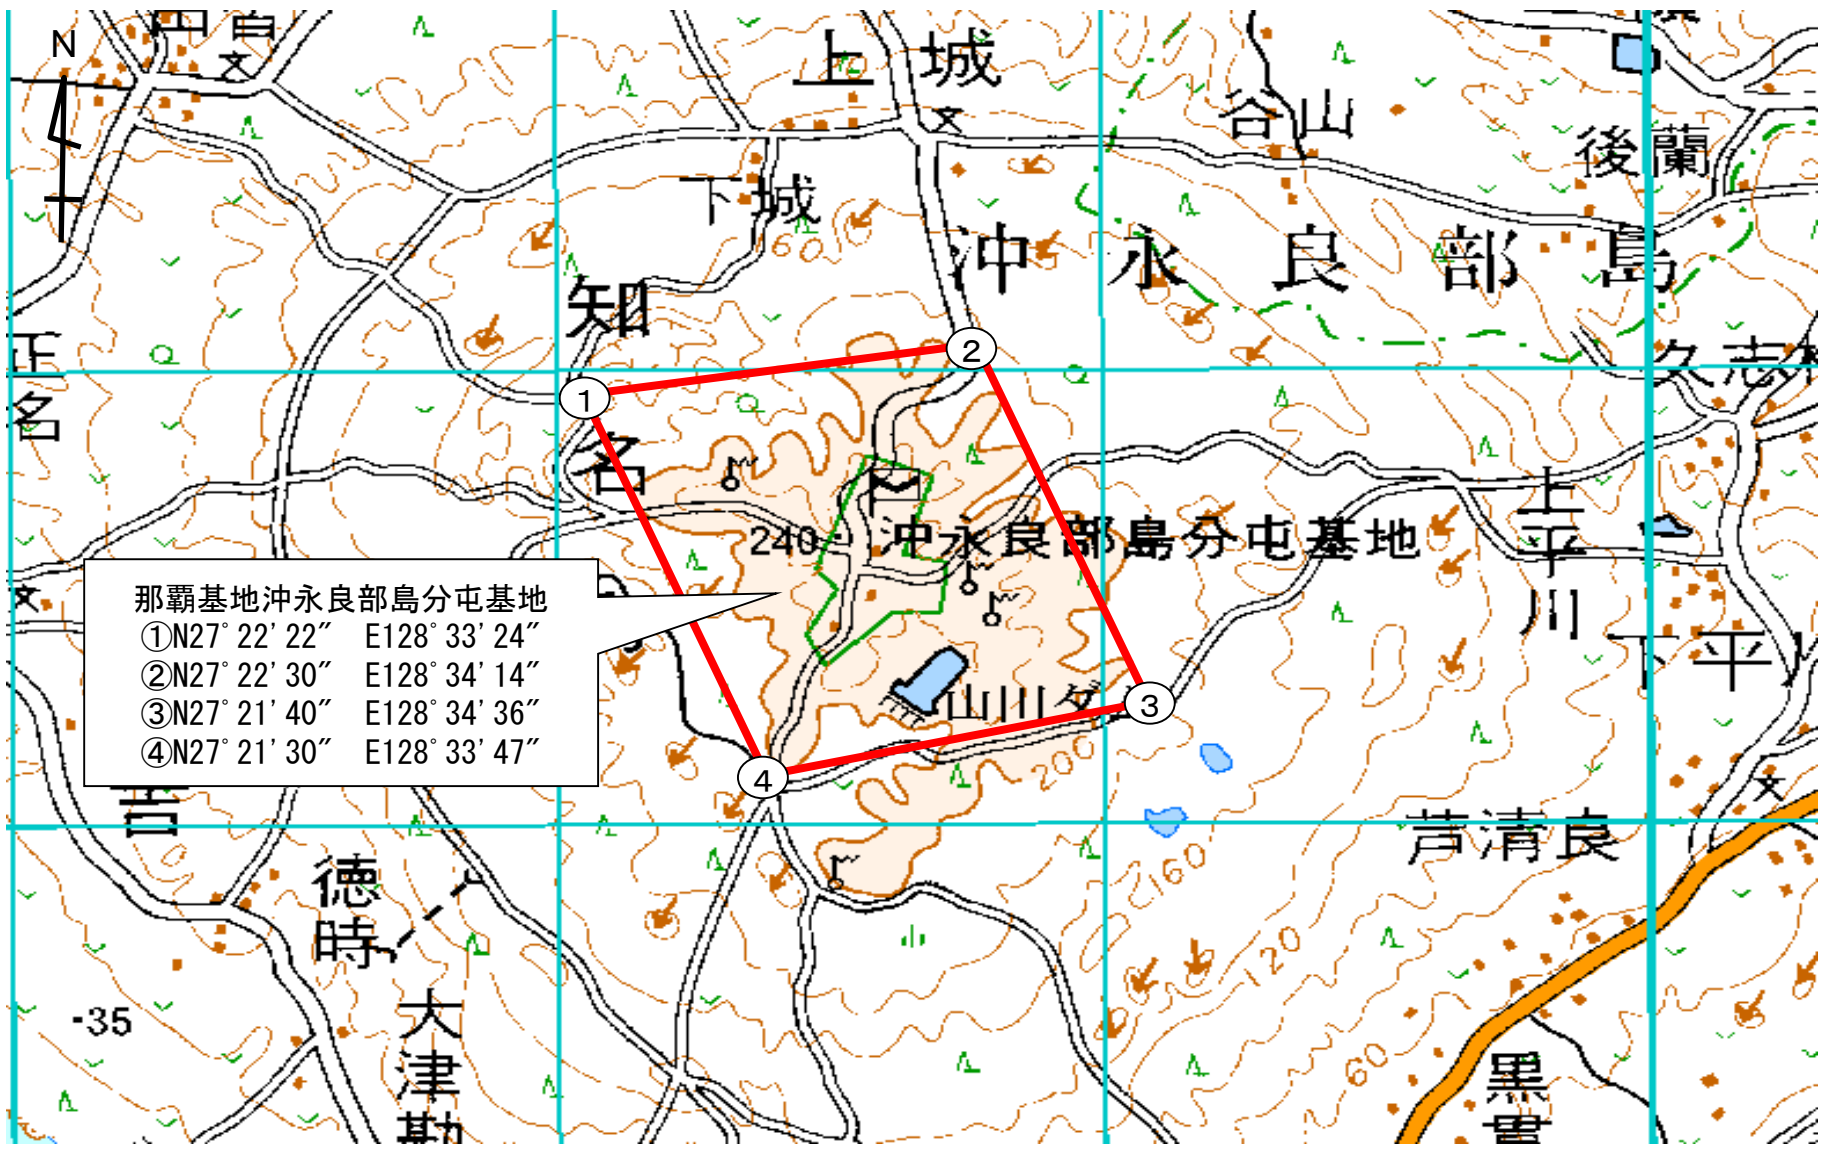 N
上城
谷山
後蘭
下城
60
沖永良部島
知名
正名
久志検
①
②
③
④
240
沖永良部島分屯基地
上平川
下平川
山川ダ
200
那覇基地沖永良部島分屯基地
①N27°22′22″ E128°33′24″
②N27°22′30″ E128°34′14″
③N27°21′40″ E128°34′36″
④N27°21′30″ E128°33′47″
芦清良
160
徳時
120
-35
大津勘
60
黒貫